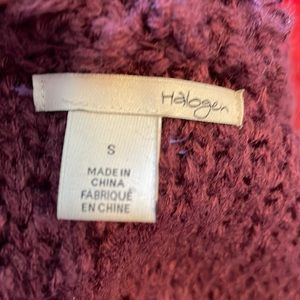 Halogen
S
MADE IN
CHINA
FABRIQUÉ
EN CHINE